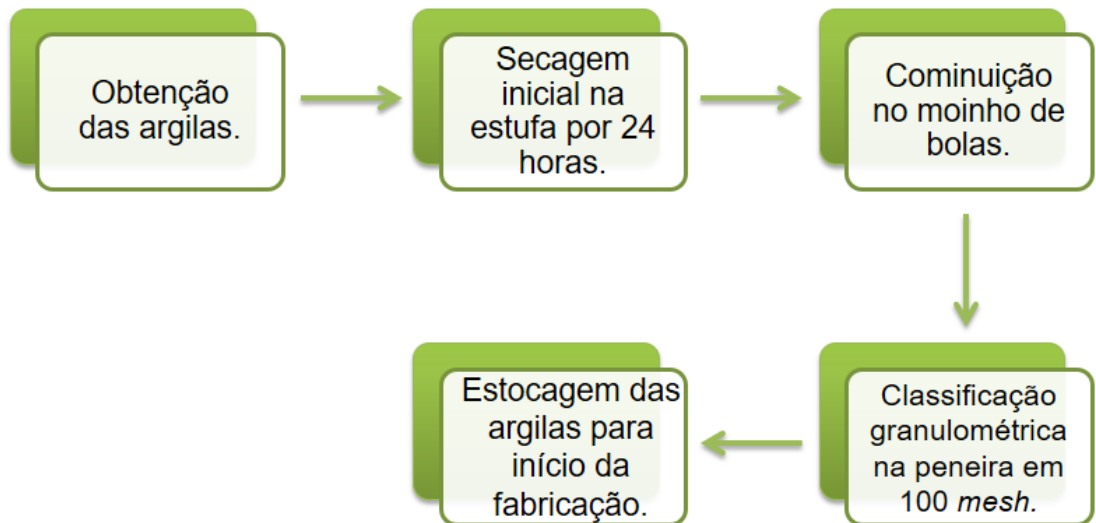 Obtenção
das argilas.
Secagem
inicial na
estufa por 24
horas.
Cominuição
no moinho de
bolas.
Classificação
granulométrica
na peneira em
100 mesh.
Estocagem das
argilas para
início da
fabricação.